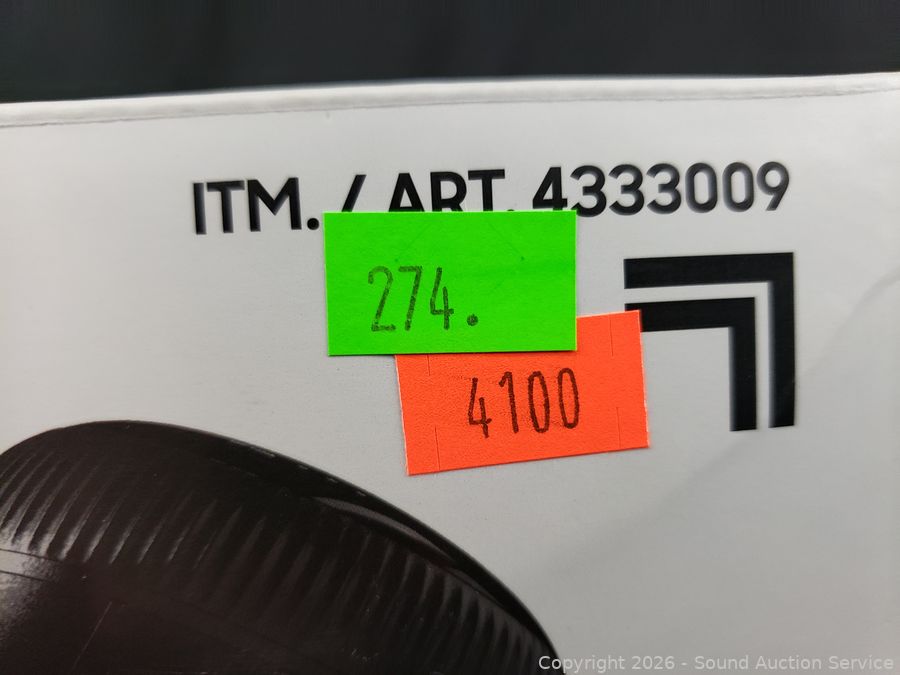 ITM. / ART. 4333009
274.
4100
Copyright 2026 - Sound Auction Service